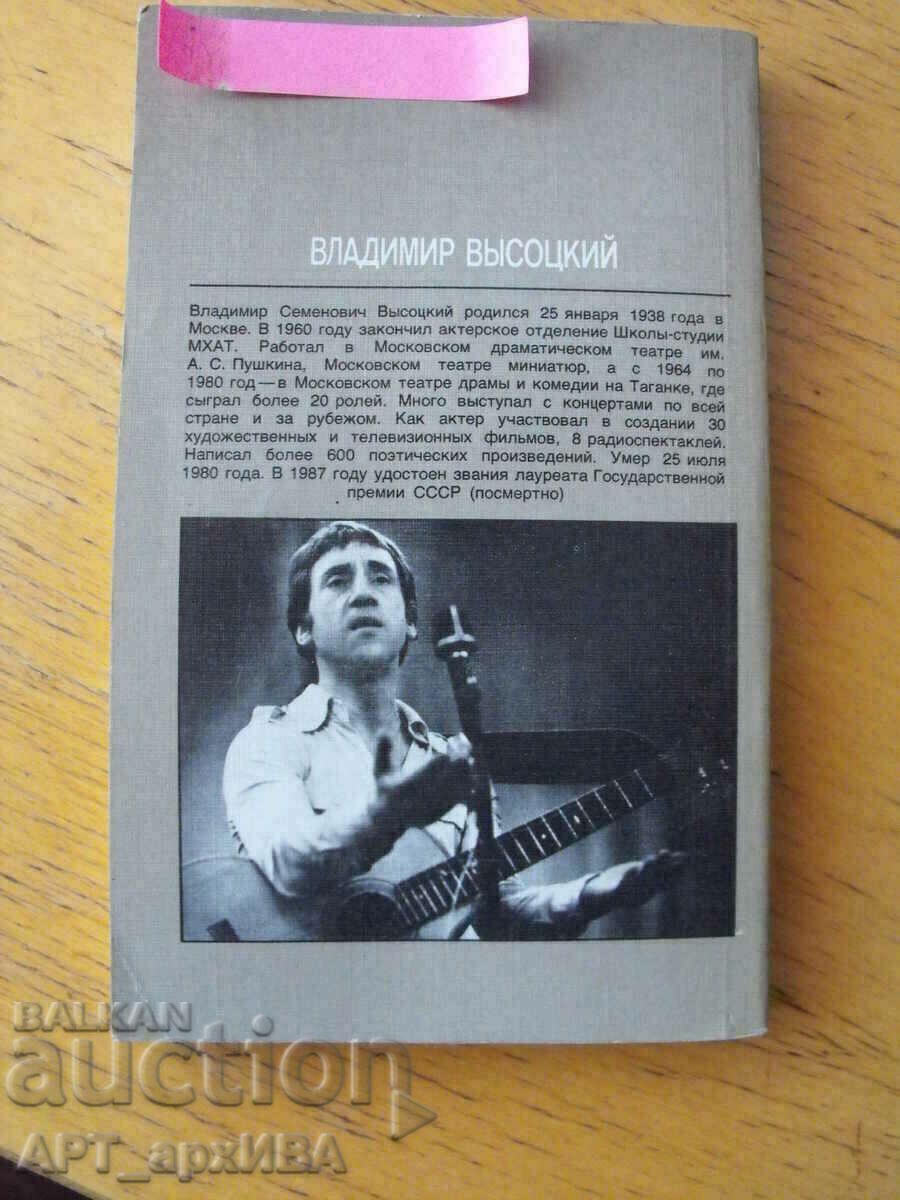 ВЛАДИМИР ВЫСОЦКИЙ
Владимир Семенович Высоцкий родился 25 января 1938 года в
Москве. В 1960 году закончил актерское отделение Школы-студии
МХАТ. Работал в Московском драматическом театре им.
А. С. Пушкина, Московском театре миниатюр, а с 1964 по
1980 год — в Московском театре драмы и комедии на Таганке, где
сыграл более 20 ролей. Много выступал с концертами по всей
стране и за рубежом. Как актер участвовал в создании 30
художественных и телевизионных фильмов, 8 радиоспектаклей.
Написал более 600 поэтических произведений. Умер 25 июля
1980 года. В 1987 году удостоен звания лауреата Государственной
премии СССР (посмертно)
BALKAN
auction
АРТ_архИВА